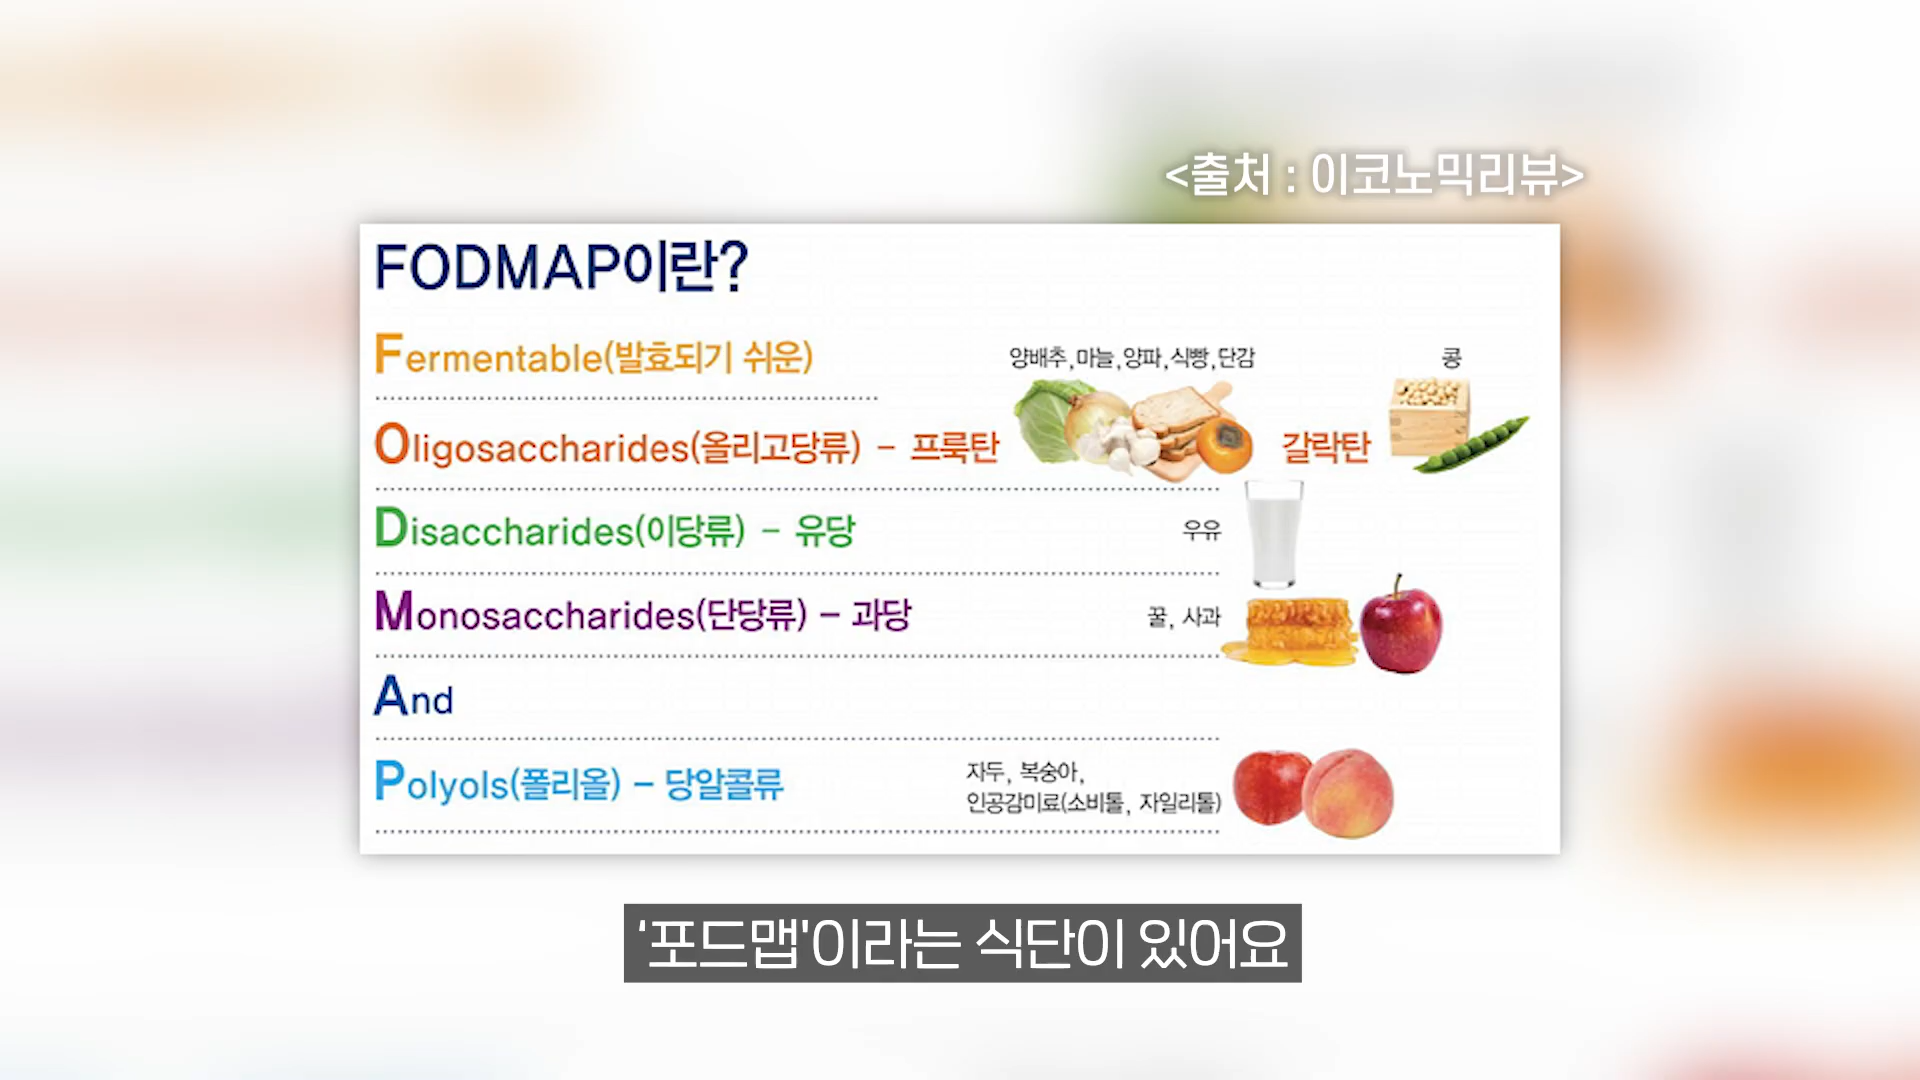 <출처 : 이코노믹리뷰>
FODMAP이란?
Fermentable(발효되기 쉬운)
양배추,마늘,양파,식빵,단감
콩
Oligosaccharides(올리고당류) - 프룩탄
갈락탄
Disaccharides(이당류) - 유당
우유
Monosaccharides(단당류) - 과당
꿀, 사과
And
Polyols(폴리올) - 당알콜류
자두, 복숭아,
인공감미료(소비톨, 자일리톨)
‘포드맵'이라는 식단이 있어요